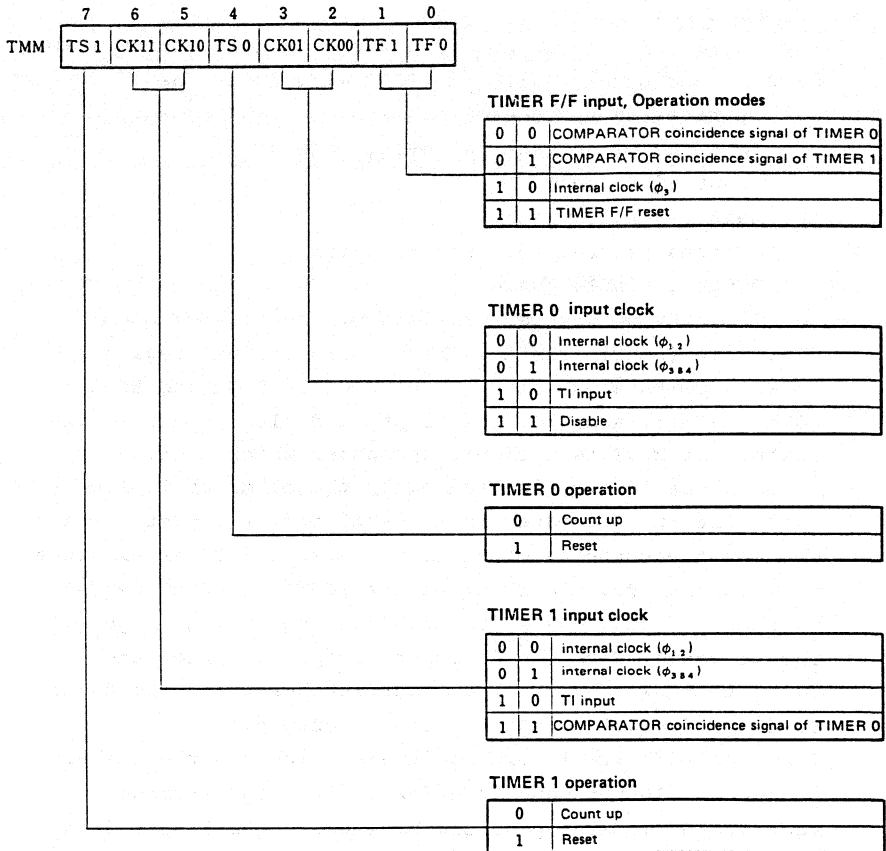 7 6 5 4 3 2 1 0
TMM TS 1 CK11 CK10 TS 0 CK01 CK00 TF 1 TF 0
TIMER F/F input, Operation modes
0 0 COMPARATOR coincidence signal of TIMER 0
0 1 COMPARATOR coincidence signal of TIMER 1
1 0 Internal clock (ϕ₃)
1 1 TIMER F/F reset
TIMER 0 input clock
0 0 Internal clock (ϕ₁₂)
0 1 Internal clock (ϕ₃₈₄)
1 0 TI input
1 1 Disable
TIMER 0 operation
0 Count up
1 Reset
TIMER 1 input clock
0 0 internal clock (ϕ₁₂)
0 1 internal clock (ϕ₃₈₄)
1 0 TI input
1 1 COMPARATOR coincidence signal of TIMER 0
TIMER 1 operation
0 Count up
1 Reset